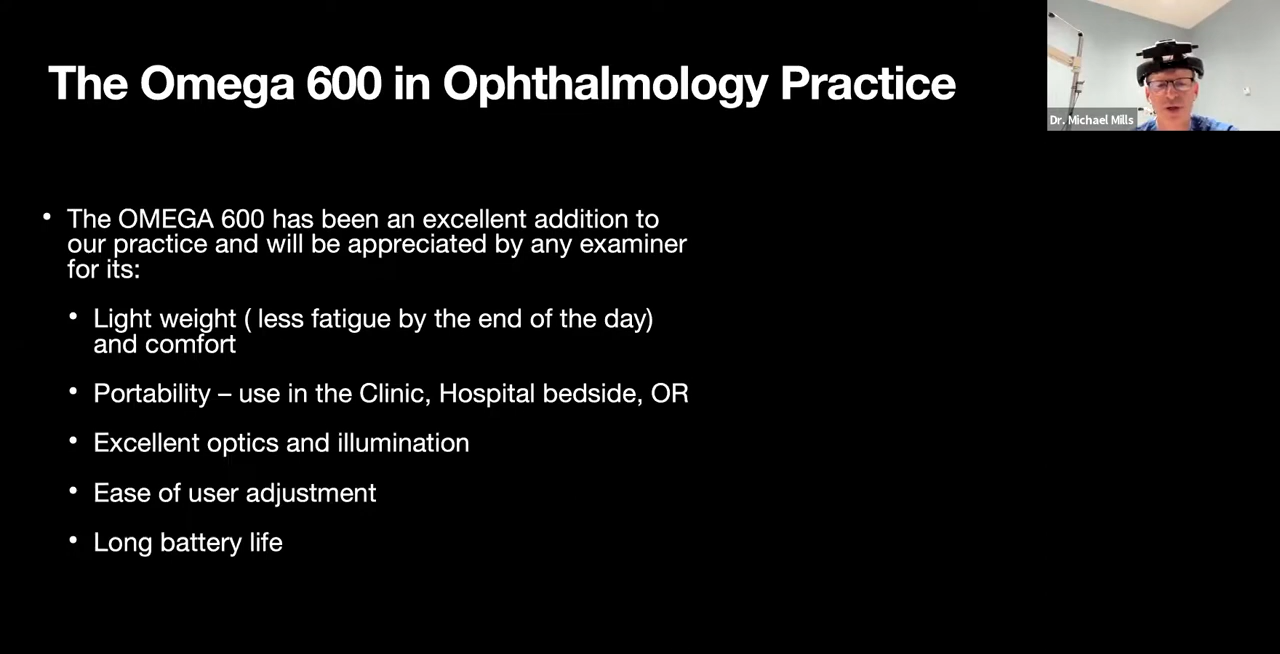 The Omega 600 in Ophthalmology Practice
Dr. Michael Mills
• The OMEGA 600 has been an excellent addition to
our practice and will be appreciated by any examiner
for its:
• Light weight ( less fatigue by the end of the day)
and comfort
• Portability – use in the Clinic, Hospital bedside, OR
• Excellent optics and illumination
• Ease of user adjustment
• Long battery life